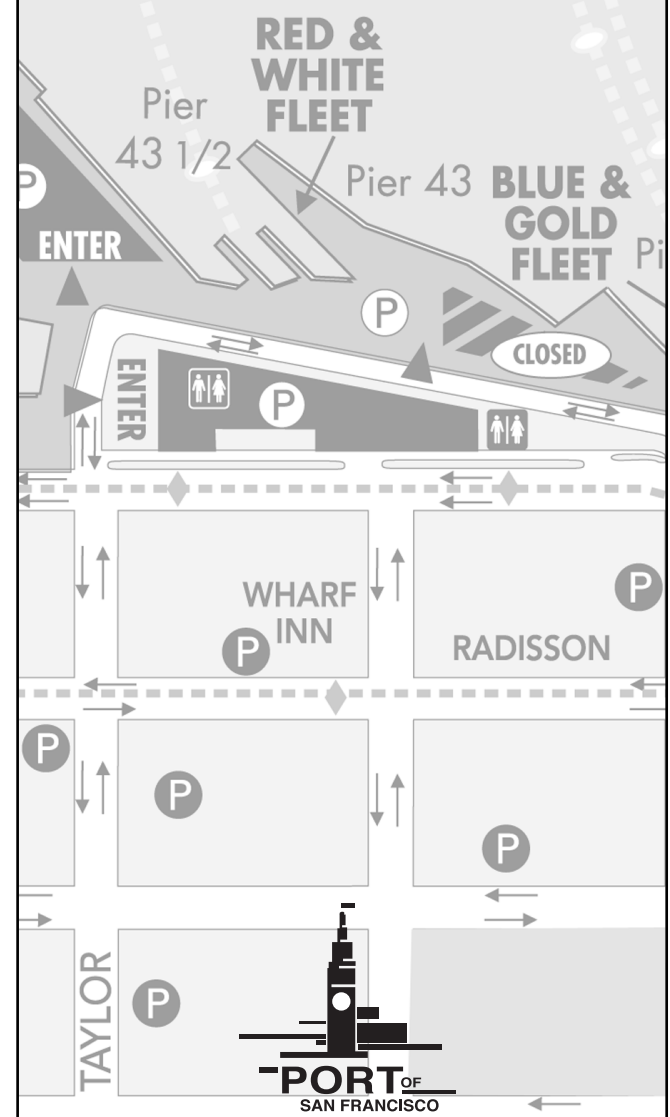 RED &
WHITE
FLEET
Pier
43 1/2
Pier 43
BLUE &
GOLD
FLEET
Pi
P
ENTER
P
CLOSED
ENTER
P
P
WHARF
INN
P
RADISSON
P
P
P
TAYLOR
P
PORT OF
SAN FRANCISCO